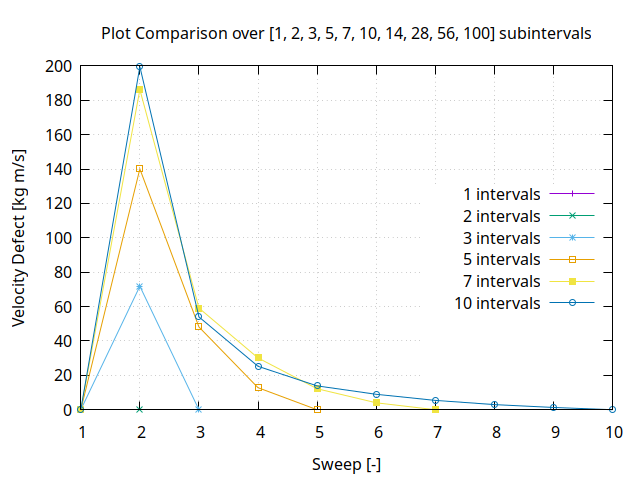 Plot Comparison over [1, 2, 3, 5, 7, 10, 14, 28, 56, 100] subintervals
200
180
160
140
120
100
80
60
40
20
0
Velocity Defect [kg m/s]
1 intervals
2 intervals
3 intervals
5 intervals
7 intervals
10 intervals
1 2 3 4 5 6 7 8 9 10
Sweep [-]